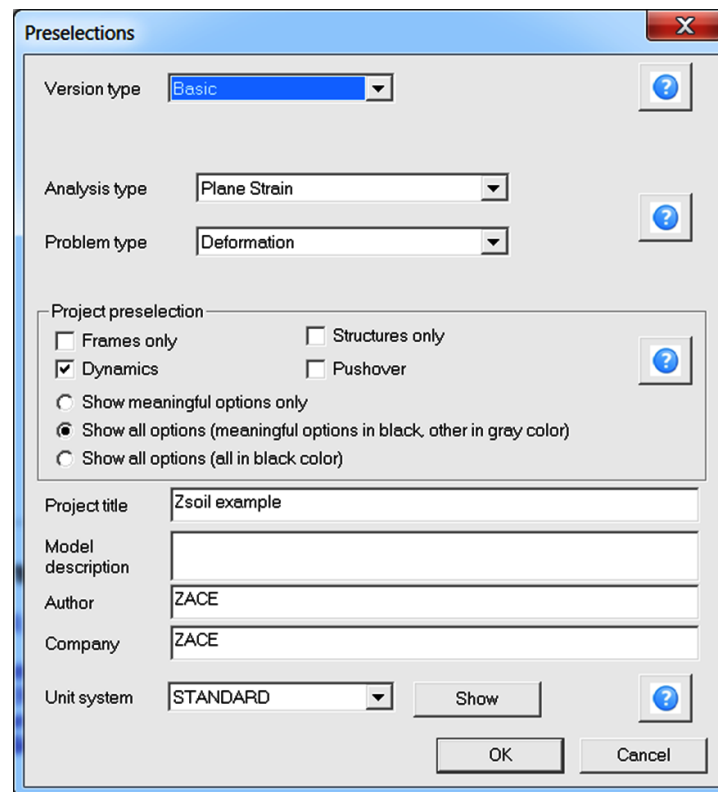 Preselections
Version type
Basic
Analysis type
Plane Strain
Problem type
Deformation
Project preselection
Frames only
Structures only
Dynamics
Pushover
Show meaningful options only
Show all options (meaningful options in black, other in gray color)
Show all options (all in black color)
Project title
Zsoil example
Model
description
Author
ZACE
Company
ZACE
Unit system
STANDARD
Show
OK
Cancel